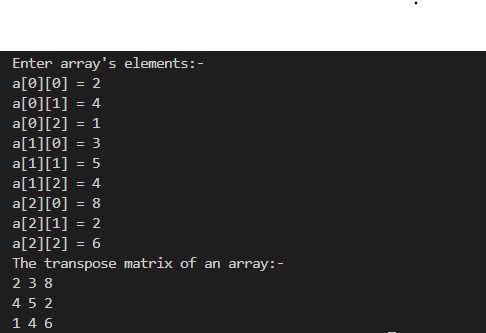 Enter array's elements:-
a[0][0] = 2
a[0][1] = 4
a[0][2] = 1
a[1][0] = 3
a[1][1] = 5
a[1][2] = 4
a[2][0] = 8
a[2][1] = 2
a[2][2] = 6
The transpose matrix of an array:-
2 3 8
4 5 2
1 4 6